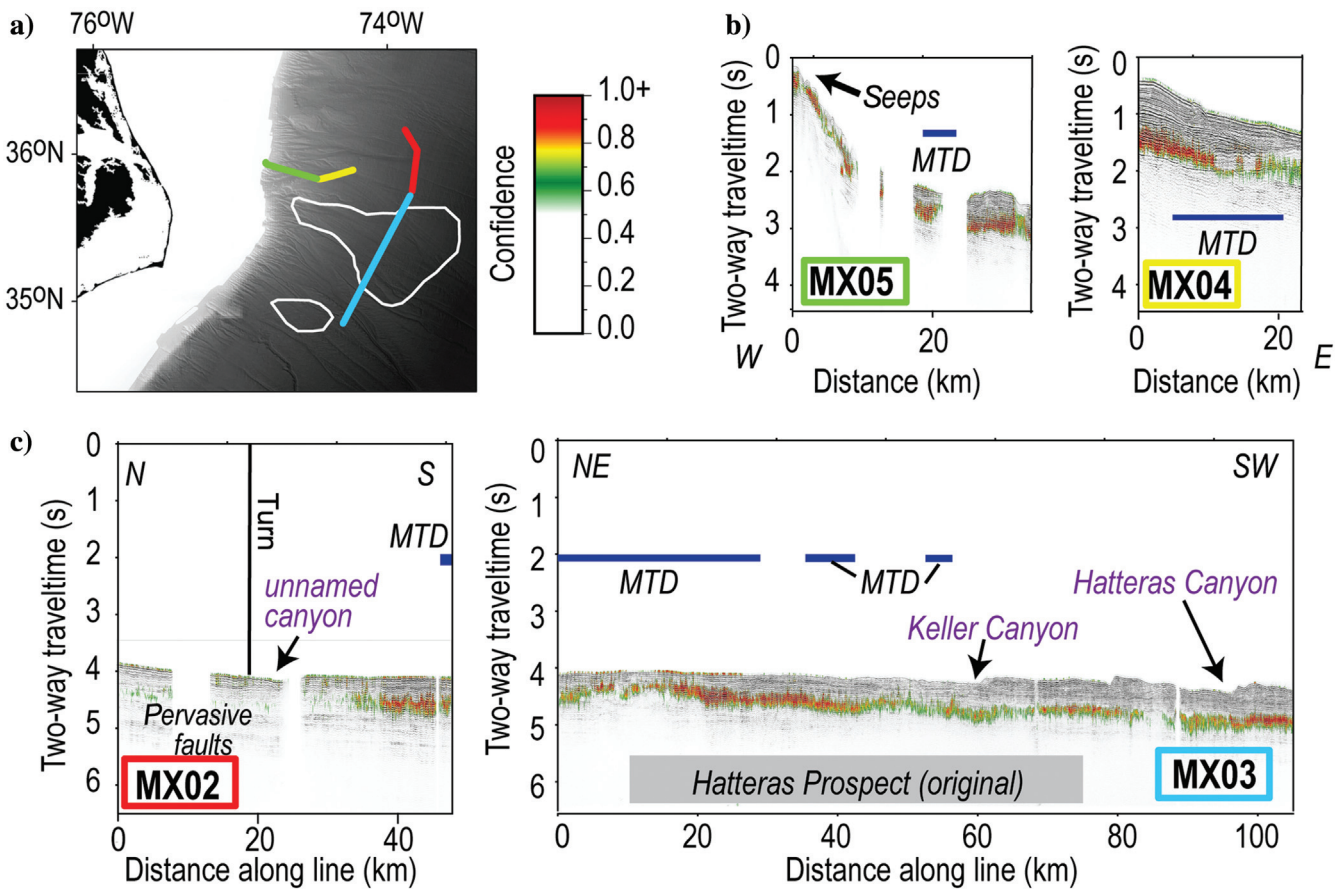 a)
76ºW
74ºW
36ºN
35ºN
Confidence
1.0+
0.8
0.6
0.4
0.2
0.0
b)
Two-way traveltime (s)
0
1
2
3
4
Seeps
MTD
MX05
W
0
20
Distance (km)
Two-way traveltime (s)
0
1
2
3
4
MTD
MX04
0
20
E
Distance (km)
c)
Two-way traveltime (s)
0
1
2
3
4
5
6
N
S
Turn
MTD
unnamed
canyon
Pervasive
faults
MX02
0
20
40
Distance along line (km)
Two-way traveltime (s)
0
1
2
3
4
5
6
NE
SW
MTD
MTD
Keller Canyon
Hatteras Canyon
Hatteras Prospect (original)
MX03
0
20
40
60
80
100
Distance along line (km)